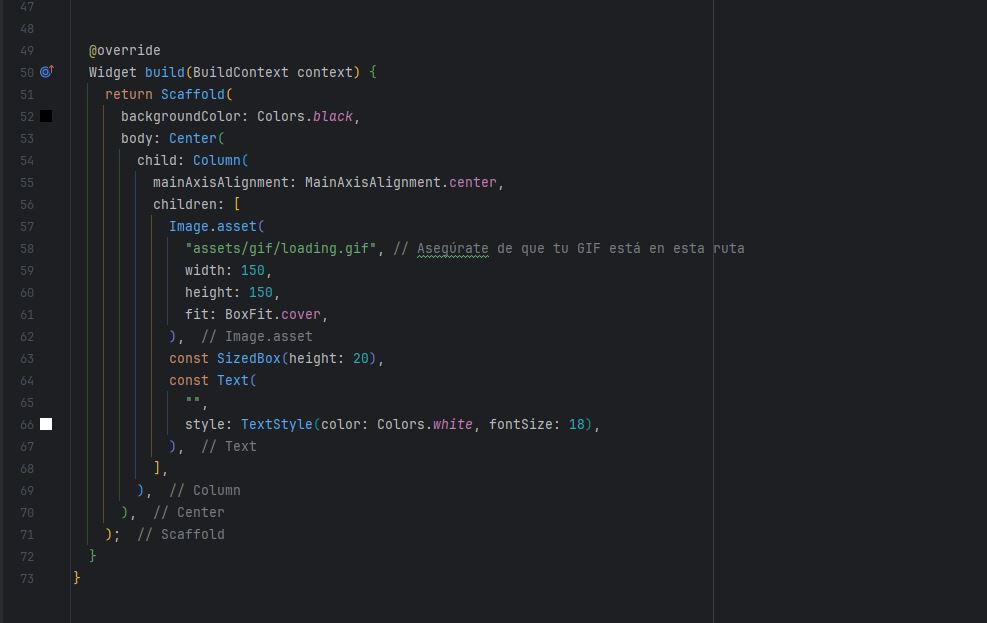 47
48
49 @override
50 Widget build(BuildContext context) {
51 return Scaffold(
52 backgroundColor: Colors.black,
53 body: Center(
54 child: Column(
55 mainAxisAlignment: MainAxisAlignment.center,
56 children: [
57 Image.asset(
58 "assets/gif/loading.gif", // Asegúrate de que tu GIF está en esta ruta
59 width: 150,
60 height: 150,
61 fit: BoxFit.cover,
62 ), // Image.asset
63 const SizedBox(height: 20),
64 const Text(
65 "",
66 style: TextStyle(color: Colors.white, fontSize: 18),
67 ), // Text
68 ],
69 ), // Column
70 ), // Center
71 ); // Scaffold
72 }
73 }